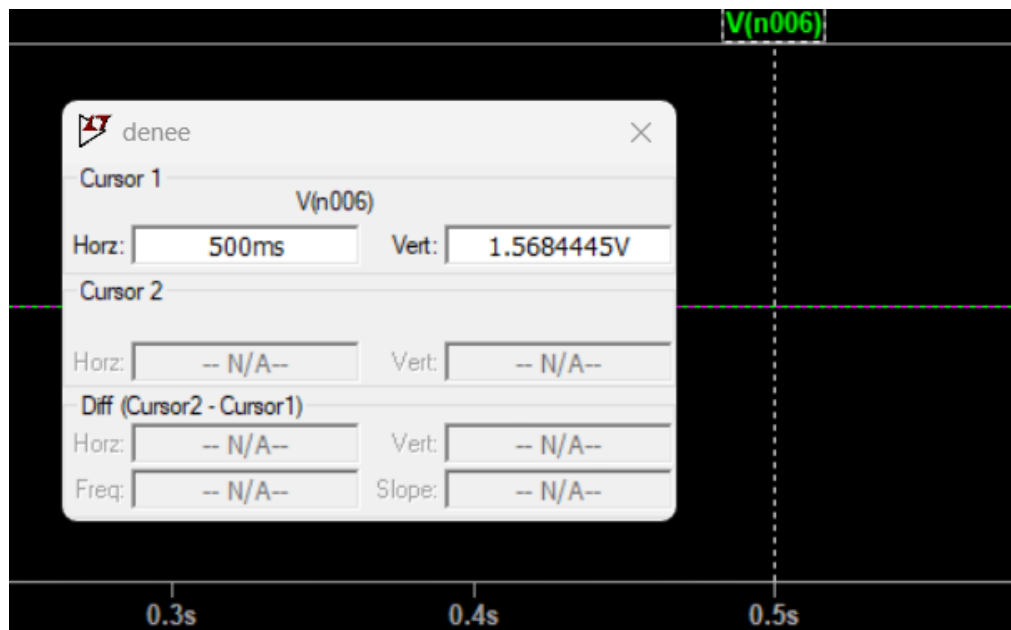 V(n006)
denee
Cursor 1
V(n006)
Horz: 500ms Vert: 1.5684445V
Cursor 2
Horz: -- N/A-- Vert: -- N/A--
Diff (Cursor2 - Cursor1)
Horz: -- N/A-- Vert: -- N/A--
Freq: -- N/A-- Slope: -- N/A--
0.3s 0.4s 0.5s